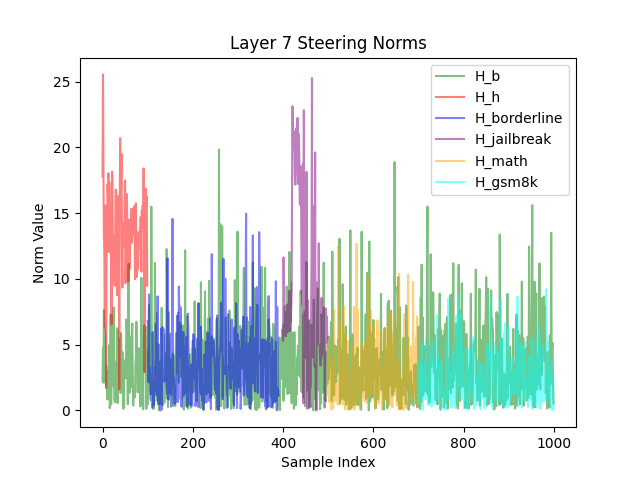 Layer 7 Steering Norms
Norm Value
25
20
15
10
5
0
H_b
H_h
H_borderline
H_jailbreak
H_math
H_gsm8k
0 200 400 600 800 1000
Sample Index